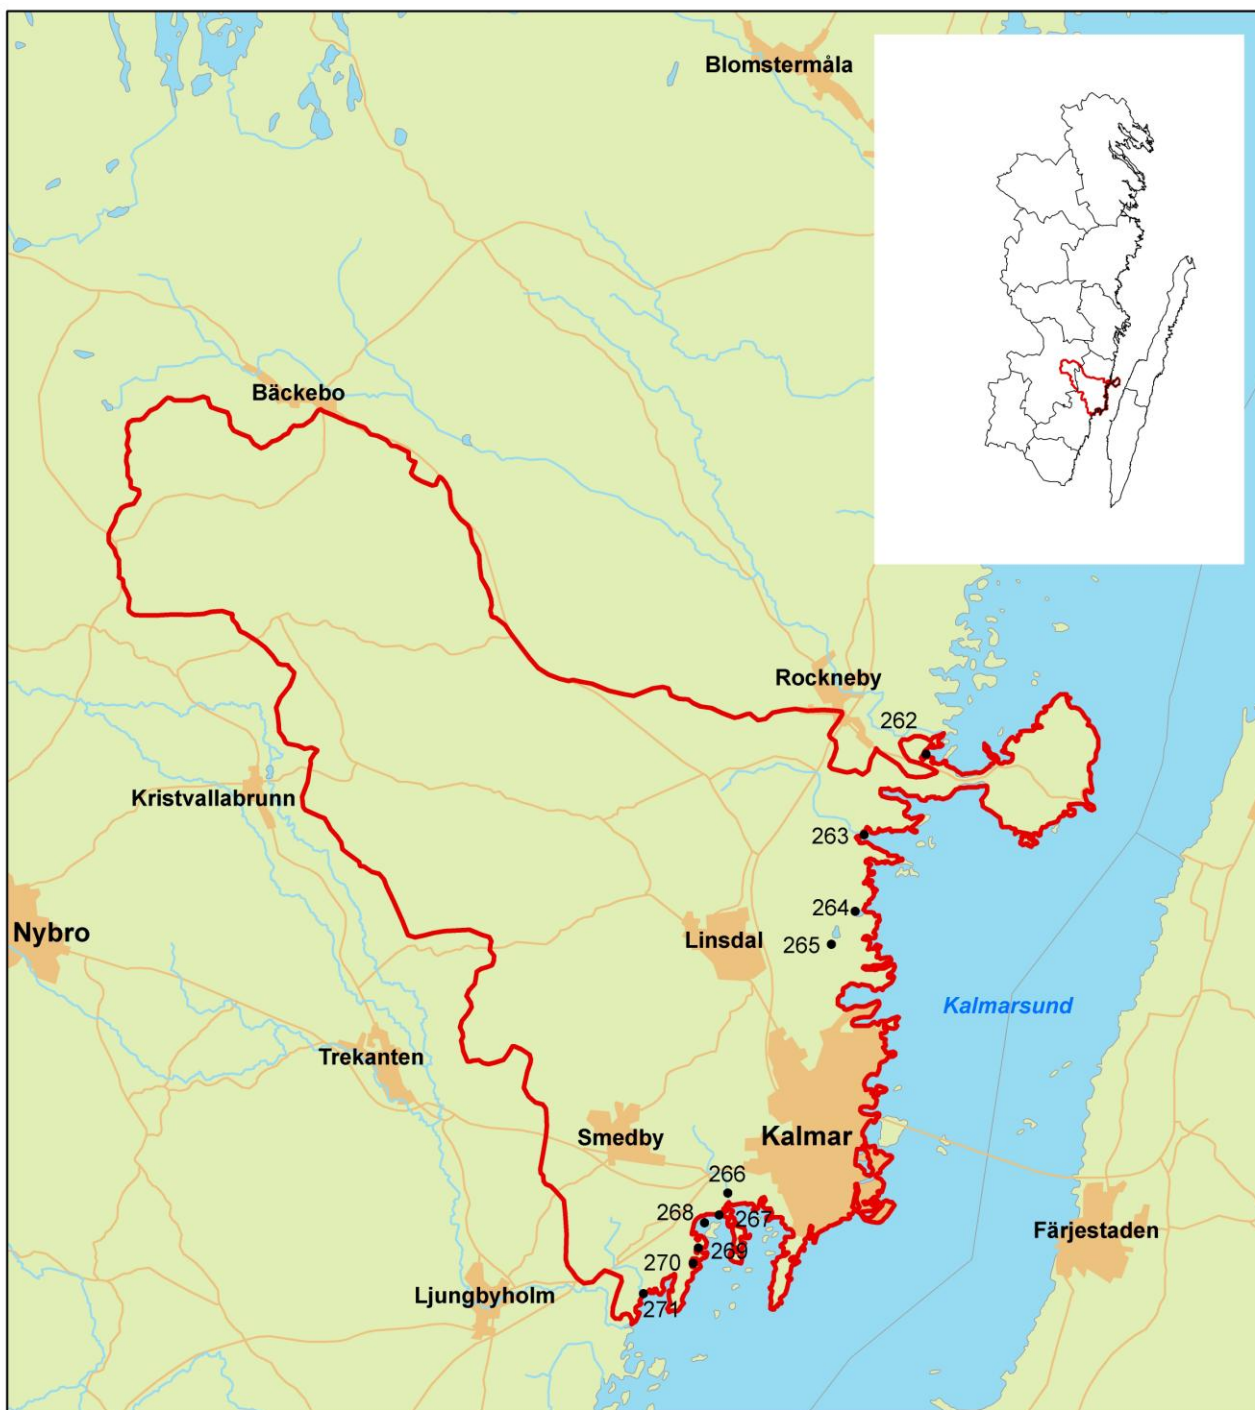 Blomstermåla
Bäckebo
Rockneby
262
Kristvallabrunn
263
264
Nybro
Linsdal
265
Kalmarsund
Trekanten
Smedby
Kalmar
266
268
267
Färjestaden
269
270
Ljungbyholm
271